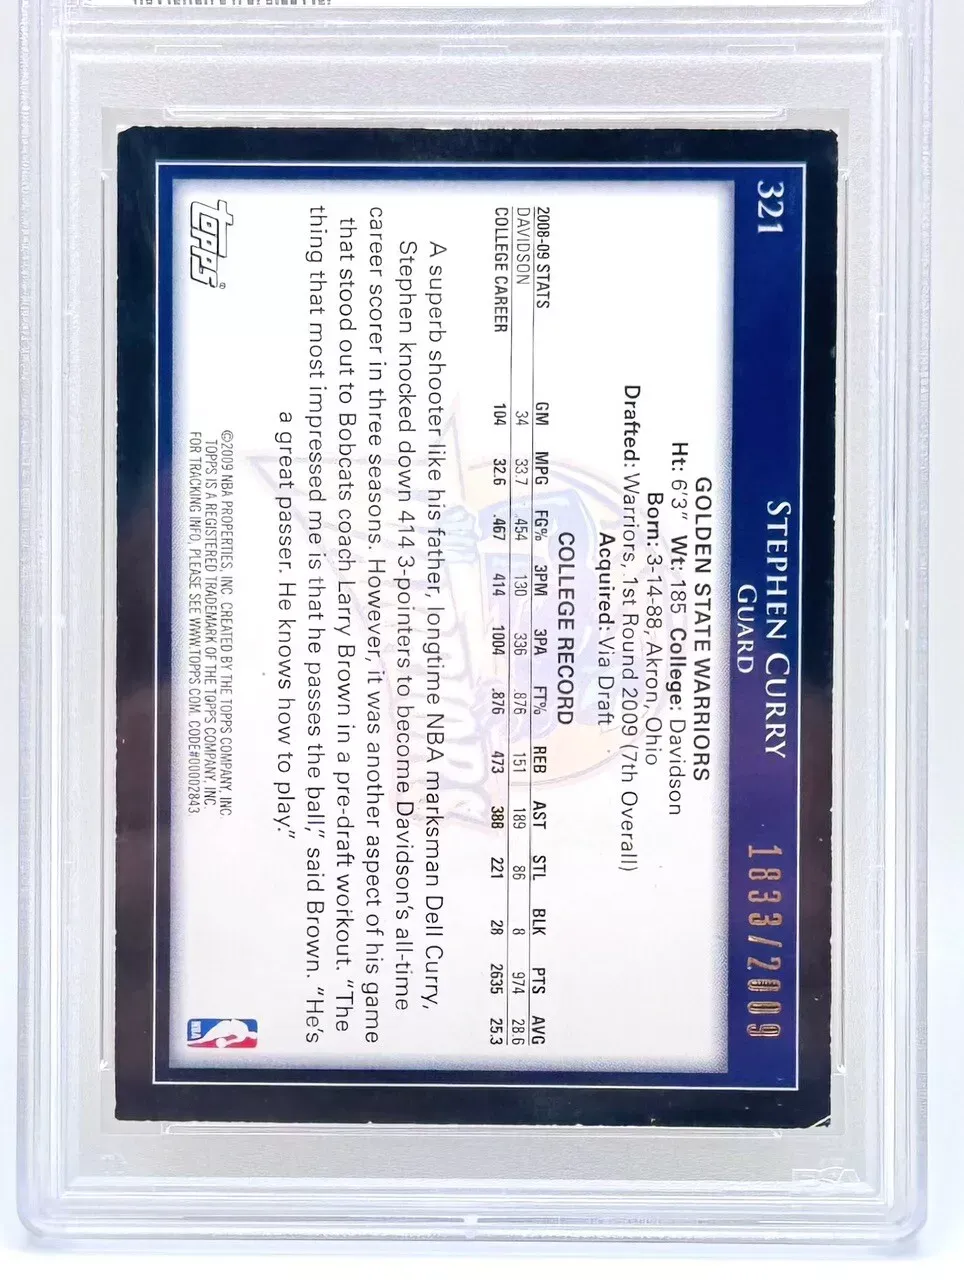 321
STEPHEN CURRY
GUARD
1833/2009
GOLDEN STATE WARRIORS
Ht: 6'3" Wt: 185 College: Davidson
Born: 3-14-88, Akron, Ohio
Drafted: Warriors, 1st Round 2009 (7th Overall)
Acquired: Via Draft
COLLEGE RECORD
2008-09 STATS GM MPG FG% 3PM 3PA FT% REB AST STL BLK PTS AVG
DAVIDSON 34 33.7 .454 130 336 .876 151 189 86 8 974 28.6
COLLEGE CAREER 104 32.6 .467 414 1004 .876 473 388 221 28 2635 25.3
A superb shooter like his father, longtime NBA marksman Dell Curry,
Stephen knocked down 414 3-pointers to become Davidson's all-time
career scorer in three seasons. However, it was another aspect of his game
that stood out to Bobcats coach Larry Brown in a pre-draft workout. "The
thing that most impressed me is that he passes the ball," said Brown. "He's
a great passer. He knows how to play."
TOPPS®
©2009 NBA PROPERTIES, INC. CREATED BY THE TOPPS COMPANY, INC.
TOPPS IS A REGISTERED TRADEMARK OF THE TOPPS COMPANY, INC.
FOR TRACKING INFO, PLEASE SEE WWW.TOPPS.COM. CODE#00002843
NBA
PSA